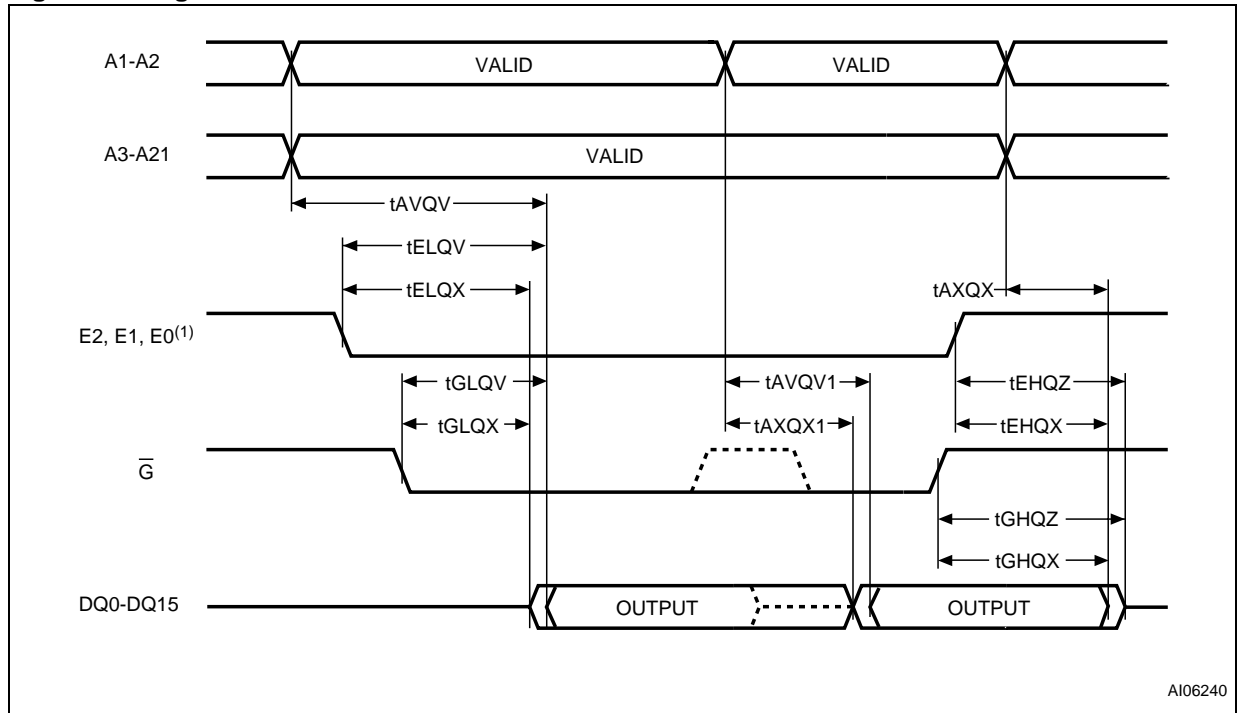 A1-A2
VALID
VALID
A3-A21
VALID
tAVQV
tELQV
tELQX
tAXQX
E2, E1, E0(1)
tGLQV
tAVQV1
tEHQZ
tGLQX
tAXQX1
tEHQX
G
tGHQZ
tGHQX
DQ0-DQ15
OUTPUT
OUTPUT
AI06240